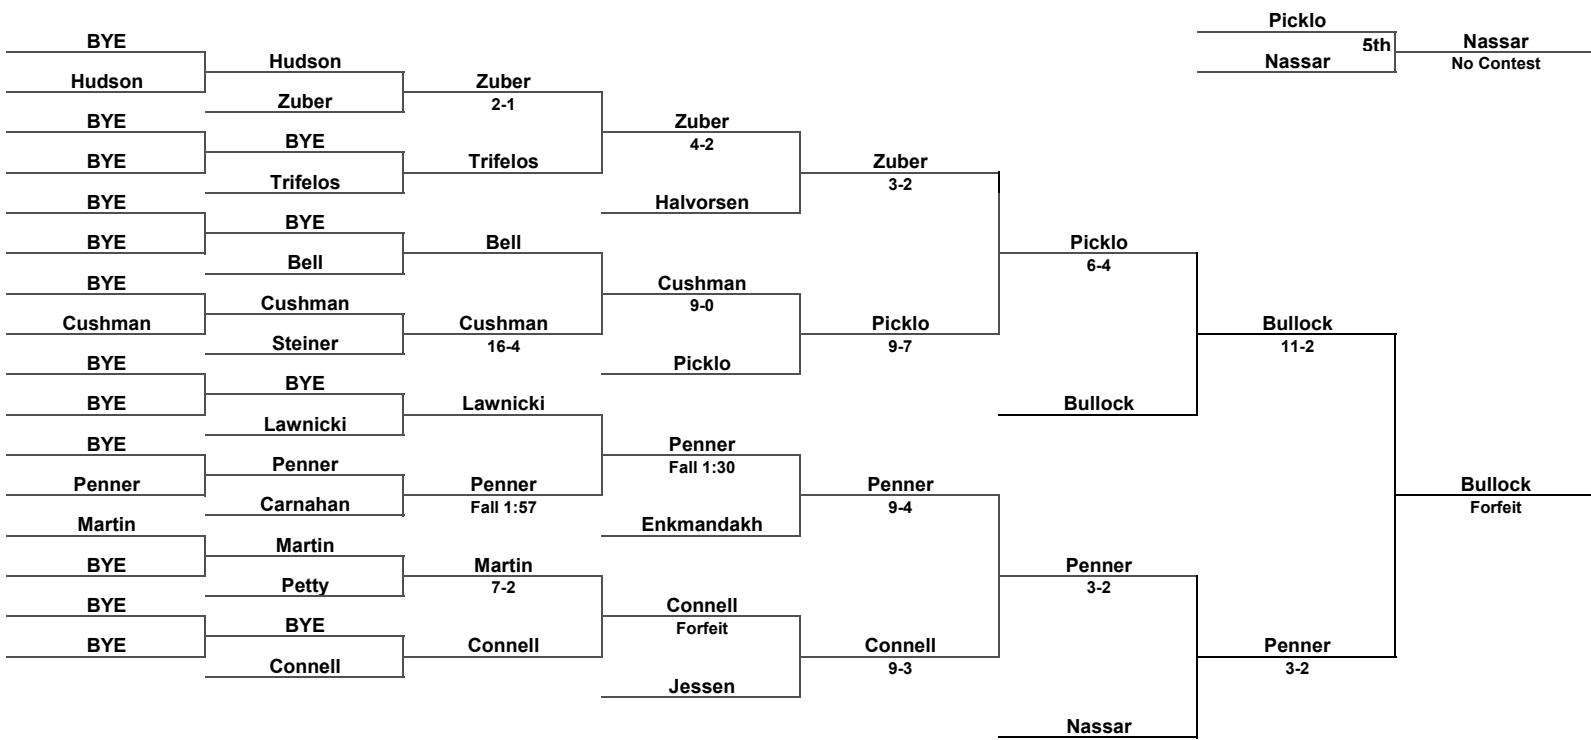 Picklo
BYE
5th
Nassar
Hudson
Nassar
No Contest
Hudson
Zuber
Zuber
2-1
BYE
Zuber
BYE
4-2
BYE
Trifelos
Zuber
Trifelos
3-2
BYE
Halvorsen
BYE
BYE
Bell
Picklo
Bell
6-4
BYE
Cushman
Cushman
9-0
Cushman
Cushman
Picklo
Bullock
Steiner
16-4
9-7
11-2
BYE
Picklo
BYE
BYE
Lawnicki
Bullock
Lawnicki
BYE
Penner
Penner
Fall 1:30
Penner
Penner
Penner
Bullock
Carnahan
Fall 1:57
9-4
Forfeit
Martin
Enkmandakh
Martin
BYE
Martin
Penner
Petty
7-2
3-2
BYE
Connell
BYE
Forfeit
BYE
Connell
Connell
Penner
Connell
9-3
3-2
Jessen
Nassar